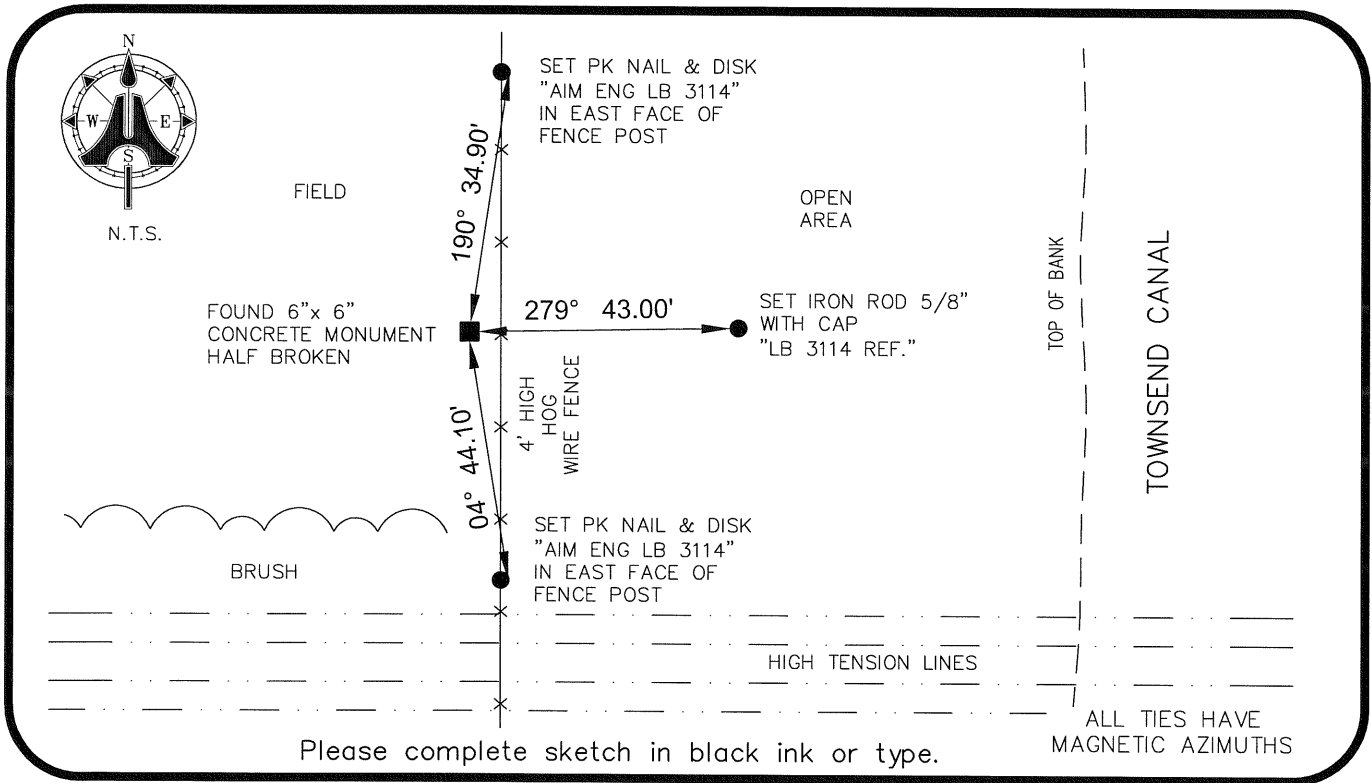 N
W E
S
N.T.S.
FIELD
SET PK NAIL & DISK
"AIM ENG LB 3114"
IN EAST FACE OF
FENCE POST
190° 34.90'
OPEN
AREA
FOUND 6"x 6"
CONCRETE MONUMENT
HALF BROKEN
279° 43.00'
SET IRON ROD 5/8"
WITH CAP
"LB 3114 REF."
TOP OF BANK
TOWNSEND CANAL
4' HIGH
HOG
WIRE FENCE
04° 44.10'
SET PK NAIL & DISK
"AIM ENG LB 3114"
IN EAST FACE OF
FENCE POST
BRUSH
HIGH TENSION LINES
ALL TIES HAVE
MAGNETIC AZIMUTHS
Please complete sketch in black ink or type.